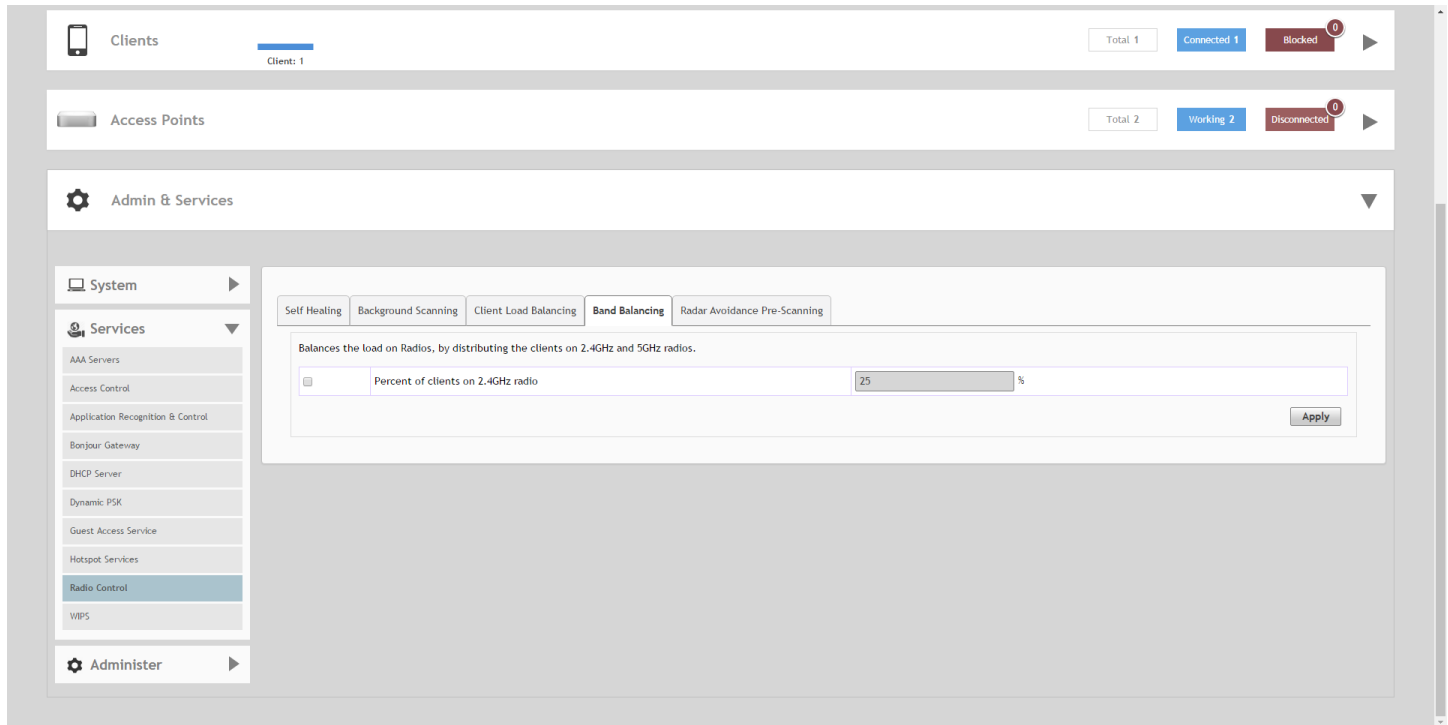 Clients
Client: 1
Total 1
Connected 1
Blocked
0
Access Points
Total 2
Working 2
Disconnected
0
Admin & Services
System
Services
AAA Servers
Access Control
Application Recognition & Control
Bonjour Gateway
DHCP Server
Dynamic PSK
Guest Access Service
Hotspot Services
Radio Control
WIPS
Administer
Self Healing
Background Scanning
Client Load Balancing
Band Balancing
Radar Avoidance Pre-Scanning
Balances the load on Radios, by distributing the clients on 2.4GHz and 5GHz radios.
Percent of clients on 2.4GHz radio
25 %
Apply